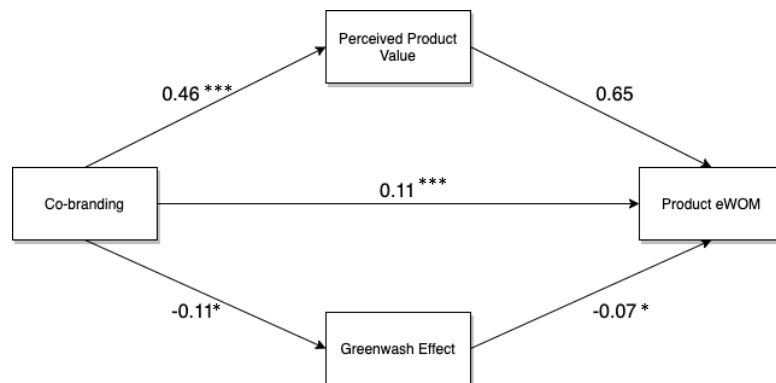 Perceived Product
Value
0.46 ***
0.65
Co-branding
0.11 ***
Product eWOM
-0.11*
-0.07 *
Greenwash Effect